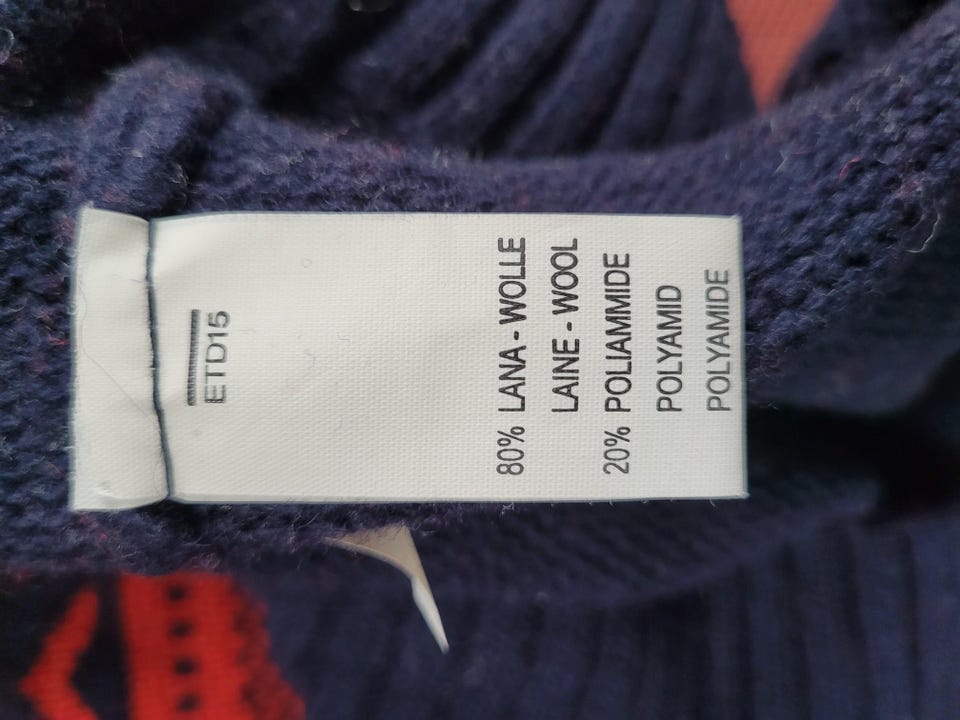 ETD15
80% LANA - WOLLE
LAINE - WOOL
20% POLIAMMIDE
POLYAMID
POLYAMIDE